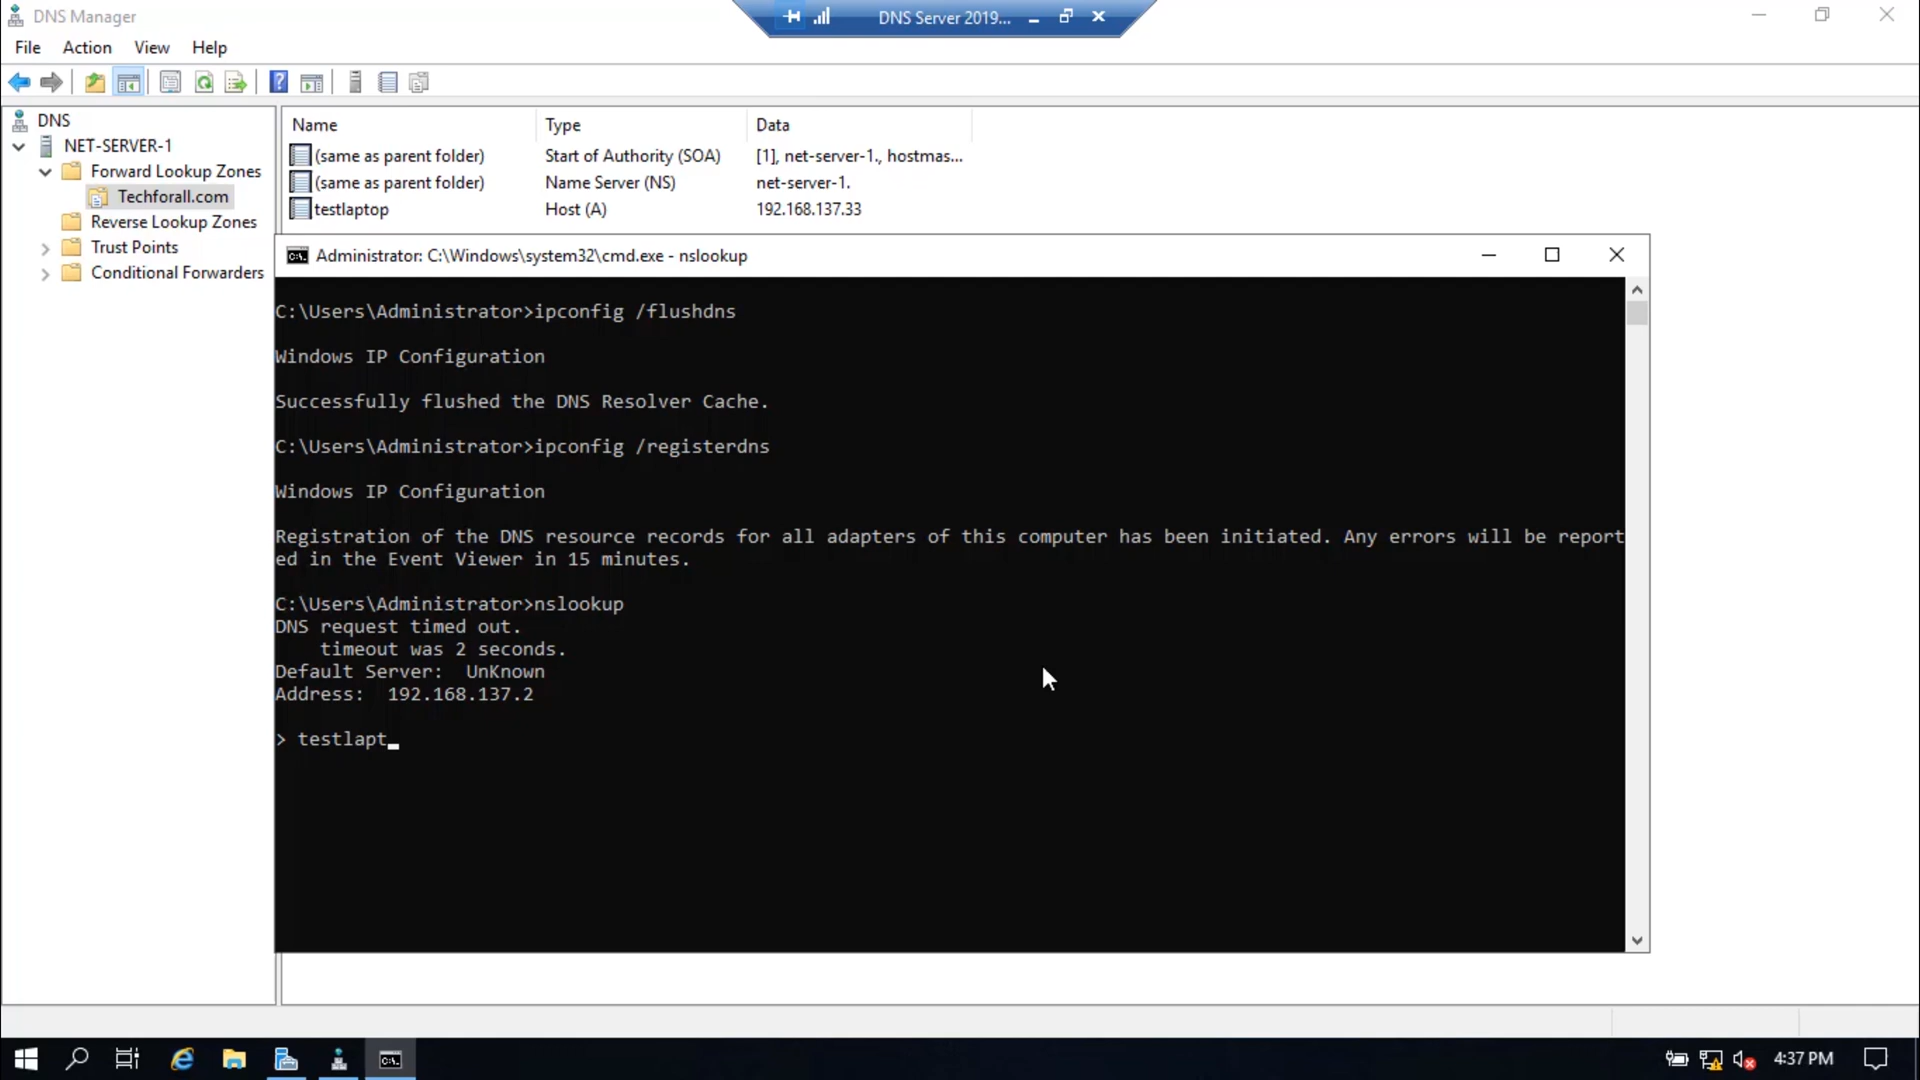 DNS Manager
DNS Server 2019...
File Action View Help
DNS
NET-SERVER-1
Forward Lookup Zones
Techforall.com
Reverse Lookup Zones
Trust Points
Conditional Forwarders
Name Type Data
(same as parent folder) Start of Authority (SOA) [1], net-server-1., hostmas...
(same as parent folder) Name Server (NS) net-server-1.
testlaptop Host (A) 192.168.137.33
Administrator: C:\Windows\system32\cmd.exe - nslookup
C:\Users\Administrator>ipconfig /flushdns
Windows IP Configuration
Successfully flushed the DNS Resolver Cache.
C:\Users\Administrator>ipconfig /registerdns
Windows IP Configuration
Registration of the DNS resource records for all adapters of this computer has been initiated. Any errors will be report
ed in the Event Viewer in 15 minutes.
C:\Users\Administrator>nslookup
DNS request timed out.
timeout was 2 seconds.
Default Server: UnKnown
Address: 192.168.137.2
> testlapt_
4:37 PM